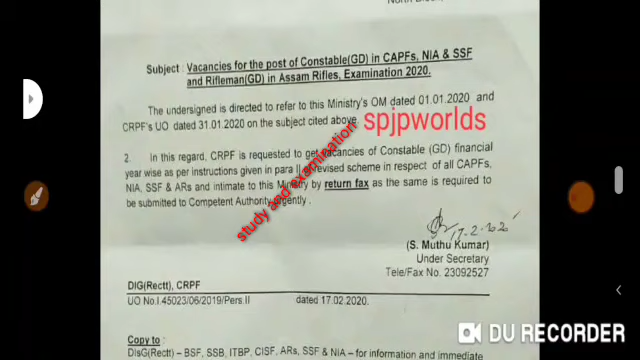 Subject : Vacancies for the post of Constable(GD) in CAPFs, NIA & SSF
and Rifleman(GD) in Assam Rifles, Examination 2020.
The undersigned is directed to refer to this Ministry's OM dated 01.01.2020 and
CRPF's UO dated 31.01.2020 on the subject cited above.
spjpworlds
study and examination
2 In this regard, CRPF is requested to get vacancies of Constable (GD) financial
year wise as per instructions given in para II of revised scheme in respect of all CAPFs,
NIA, SSF & ARs and intimate to this Ministry by return fax as the same is required to
be submitted to Competent Authority urgently.
17.2.2020
(S. Muthu Kumar)
Under Secretary
Tele/Fax No. 23092527
DIG(Rectt), CRPF
UO No.I.45023/06/2019/Pers.II dated 17.02.2020.
Copy to
DIsG(Rectt) – BSF, SSB, ITBP, CISF, ARs, SSF & NIA – for information and immediate
DU RECORDER